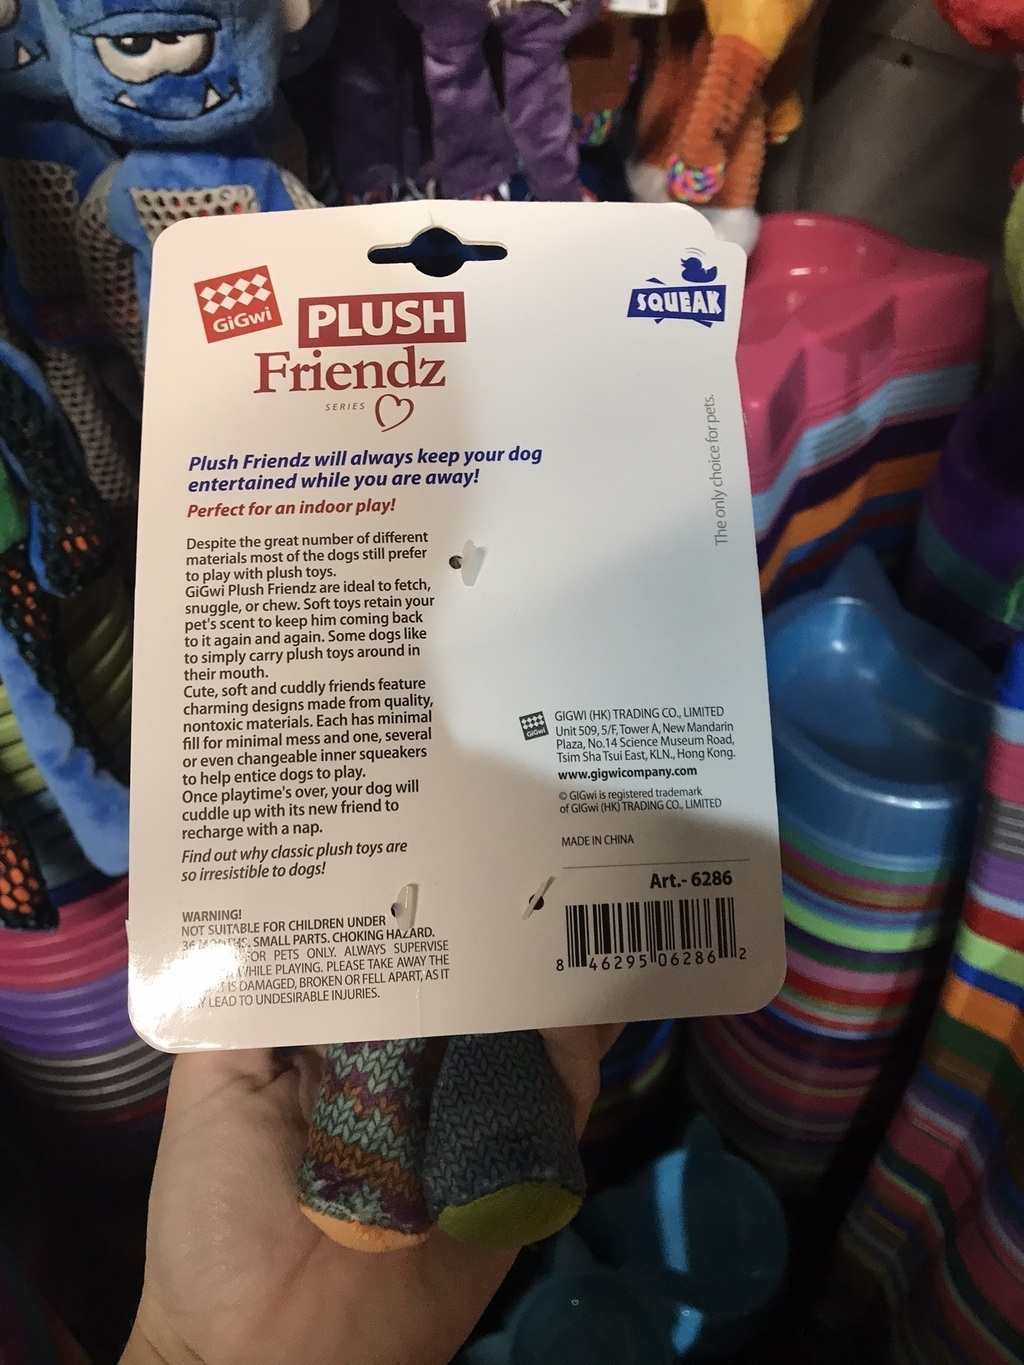 GiGwi
PLUSH
Friendz
SERIES
SQUEAK
The only choice for pets.
Plush Friendz will always keep your dog
entertained while you are away!
Perfect for an indoor play!
Despite the great number of different
materials most of the dogs still prefer
to play with plush toys.
GiGwi Plush Friendz are ideal to fetch,
snuggle, or chew. Soft toys retain your
pet's scent to keep him coming back
to it again and again. Some dogs like
to simply carry plush toys around in
their mouth.
Cute, soft and cuddly friends feature
charming designs made from quality,
nontoxic materials. Each has minimal
fill for minimal mess and one, several
or even changeable inner squeakers
to help entice dogs to play.
Once playtime's over, your dog will
cuddle up with its new friend to
recharge with a nap.
Find out why classic plush toys are
so irresistible to dogs!
WARNING!
NOT SUITABLE FOR CHILDREN UNDER
36 MONTHS. SMALL PARTS. CHOKING HAZARD.
FOR PETS ONLY. ALWAYS SUPERVISE
WHILE PLAYING. PLEASE TAKE AWAY THE
IS DAMAGED, BROKEN OR FELL APART, AS IT
LEAD TO UNDESIRABLE INJURIES.
GiGwi
GIGWI (HK) TRADING CO., LIMITED
Unit 509, 5/F, Tower A, New Mandarin
Plaza, No.14 Science Museum Road,
Tsim Sha Tsui East, KLN., Hong Kong.
www.gigwicompany.com
© GIGwi is registered trademark
of GIGwi (HK) TRADING CO., LIMITED
MADE IN CHINA
Art.- 6286
8 46295 06286 2